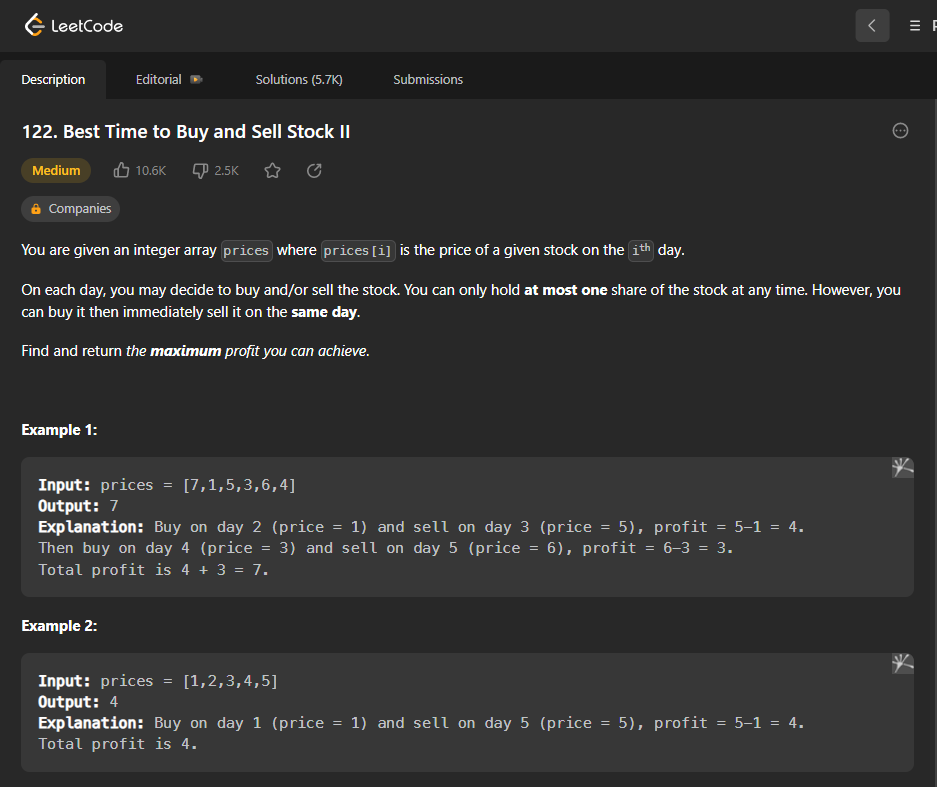 LeetCode
Description Editorial Solutions (5.7K) Submissions
122. Best Time to Buy and Sell Stock II
Medium 10.6K 2.5K
Companies
You are given an integer array prices where prices[i] is the price of a given stock on the ith day.
On each day, you may decide to buy and/or sell the stock. You can only hold at most one share of the stock at any time. However, you
can buy it then immediately sell it on the same day.
Find and return the maximum profit you can achieve.
Example 1:
Input: prices = [7,1,5,3,6,4]
Output: 7
Explanation: Buy on day 2 (price = 1) and sell on day 3 (price = 5), profit = 5-1 = 4.
Then buy on day 4 (price = 3) and sell on day 5 (price = 6), profit = 6-3 = 3.
Total profit is 4 + 3 = 7.
Example 2:
Input: prices = [1,2,3,4,5]
Output: 4
Explanation: Buy on day 1 (price = 1) and sell on day 5 (price = 5), profit = 5-1 = 4.
Total profit is 4.